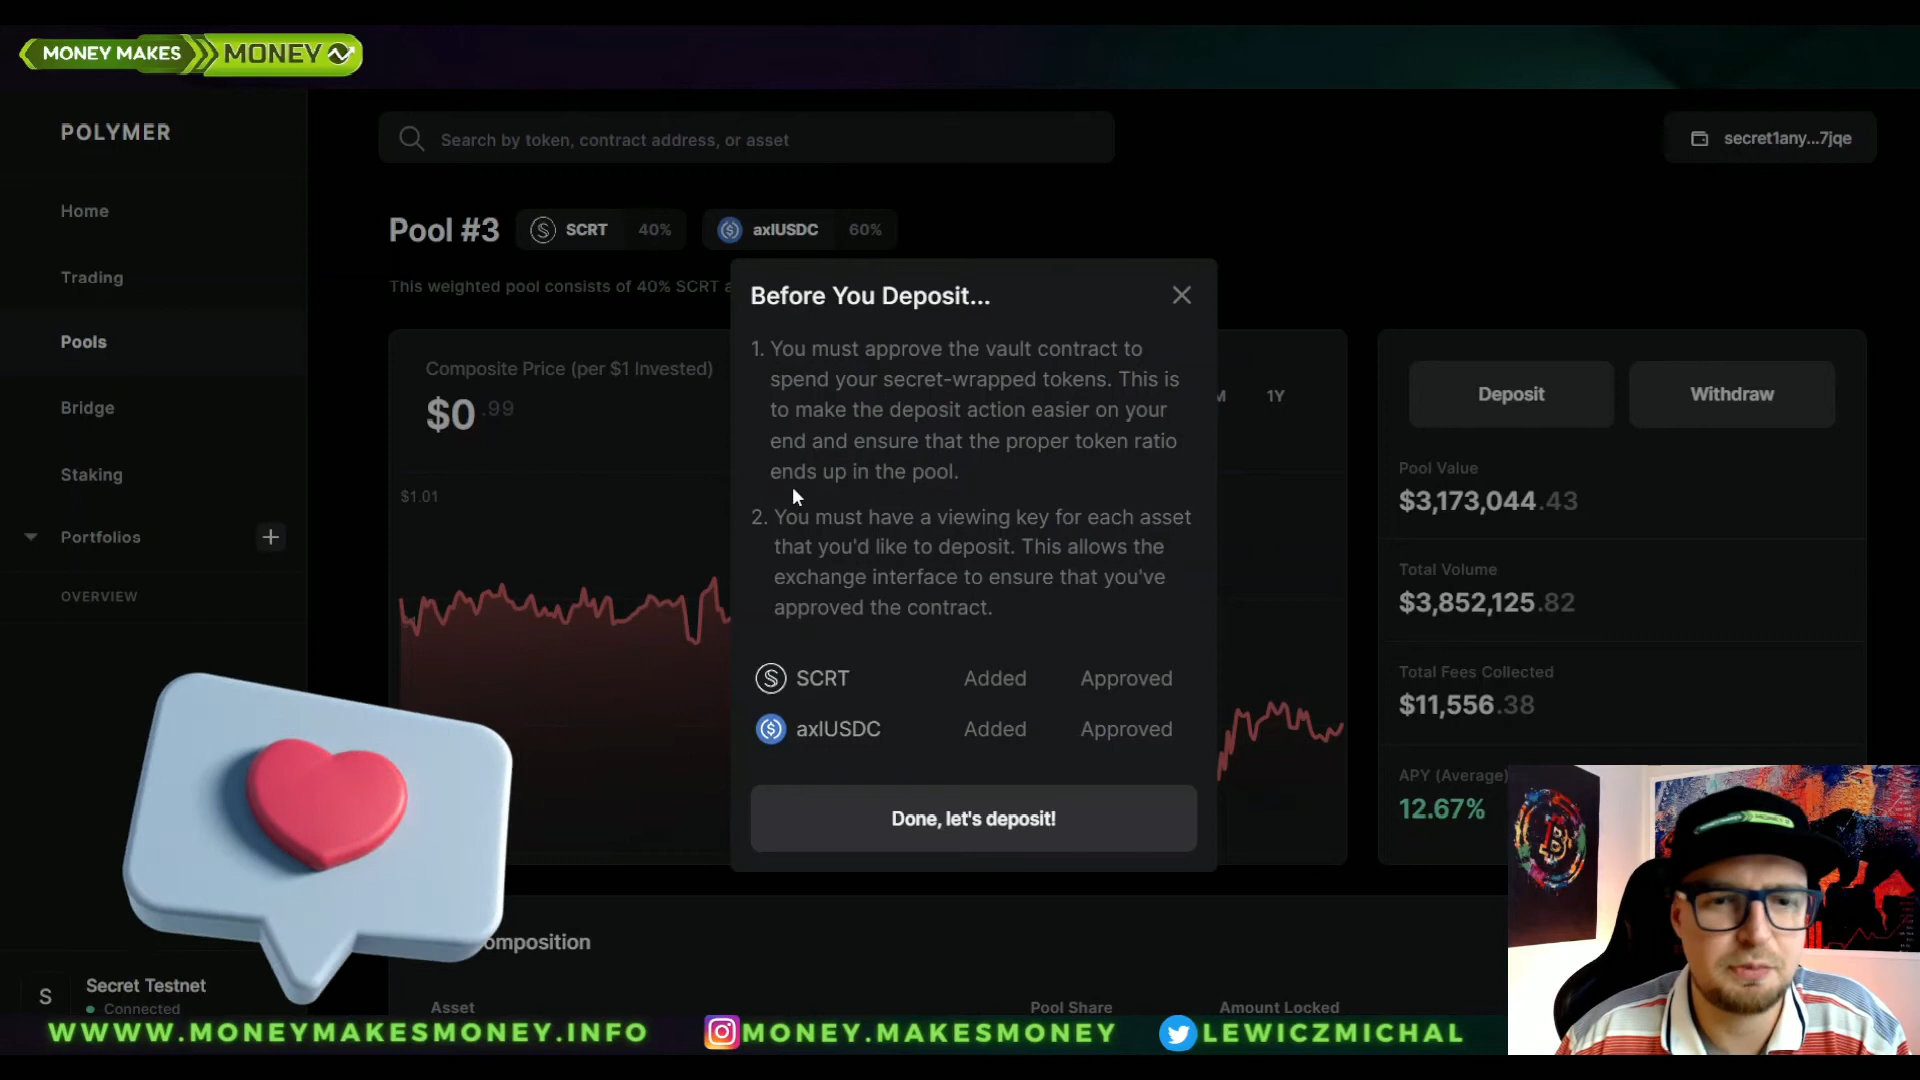 MONEY MAKES MONEY
POLYMER
Search by token, contract address, or asset
secret1any...7jqe
Home
Trading
Pools
Bridge
Staking
Portfolios
OVERVIEW
Pool #3 SCRT 40% axlUSDC 60%
This weighted pool consists of 40% SCRT
Composite Price (per $1 Invested)
$0.99
1Y
$1.01
Before You Deposit...
1. You must approve the vault contract to
spend your secret-wrapped tokens. This is
to make the deposit action easier on your
end and ensure that the proper token ratio
ends up in the pool.
2. You must have a viewing key for each asset
that you'd like to deposit. This allows the
exchange interface to ensure that you've
approved the contract.
SCRT Added Approved
axlUSDC Added Approved
Done, let's deposit!
Deposit Withdraw
Pool Value
$3,173,044.43
Total Volume
$3,852,125.82
Total Fees Collected
$11,556.38
APY (Average)
12.67%
omposition
Asset Pool Share Amount Locked
S
Secret Testnet
Connected
WWWW.MONEYMAKESMONEY.INFO MONEY.MAKESMONEY LEWICZMICHAL